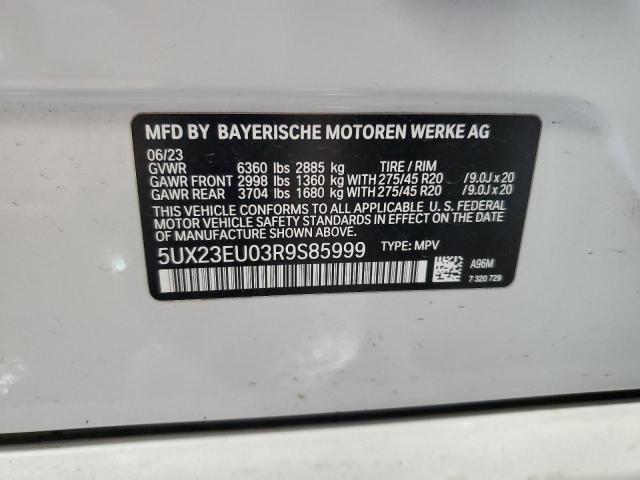 MFD BY BAYERISCHE MOTOREN WERKE AG
06/23
GVWR 6360 lbs 2885 kg TIRE / RIM
GAWR FRONT 2998 lbs 1360 kg WITH 275/45 R20 /9.0J x 20
GAWR REAR 3704 lbs 1680 kg WITH 275/45 R20 /9.0J x 20
THIS VEHICLE CONFORMS TO ALL APPLICABLE U. S. FEDERAL
MOTOR VEHICLE SAFETY STANDARDS IN EFFECT ON THE
DATE OF MANUFACTURE SHOWN ABOVE.
5UX23EU03R9S85999 TYPE: MPV
A96M
7 320 729